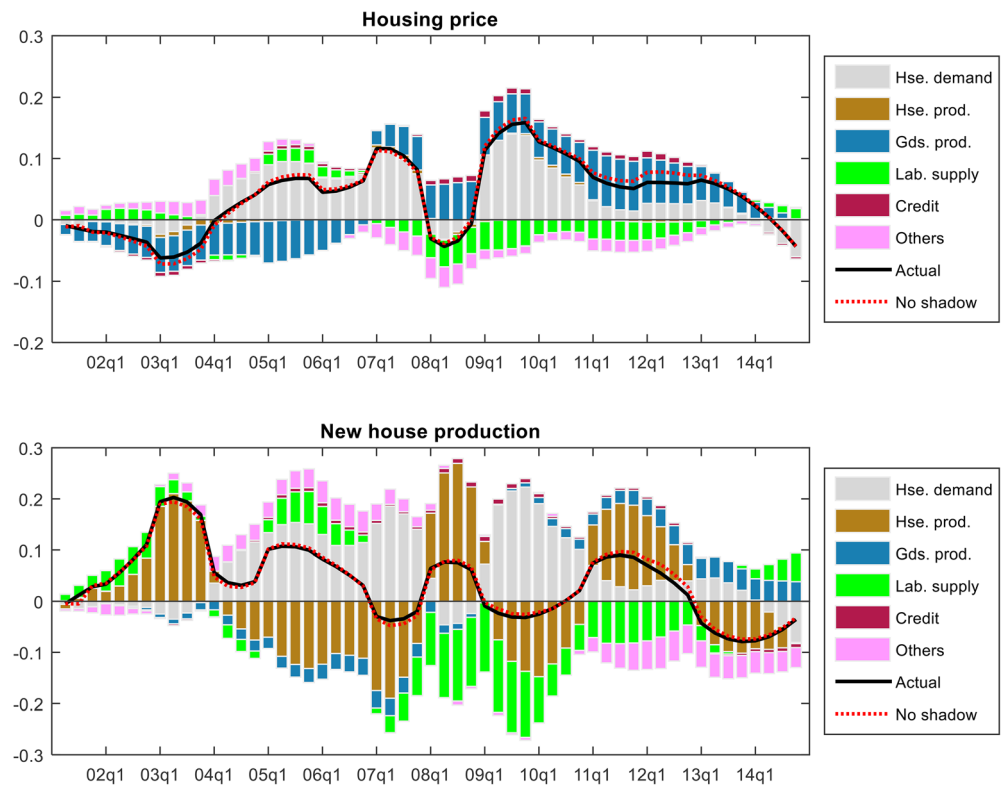 Housing price
0.3
0.2
0.1
0
-0.1
-0.2
02q1 03q1 04q1 05q1 06q1 07q1 08q1 09q1 10q1 11q1 12q1 13q1 14q1
Hse. demand
Hse. prod.
Gds. prod.
Lab. supply
Credit
Others
Actual
No shadow
New house production
0.3
0.2
0.1
0
-0.1
-0.2
-0.3
02q1 03q1 04q1 05q1 06q1 07q1 08q1 09q1 10q1 11q1 12q1 13q1 14q1
Hse. demand
Hse. prod.
Gds. prod.
Lab. supply
Credit
Others
Actual
No shadow